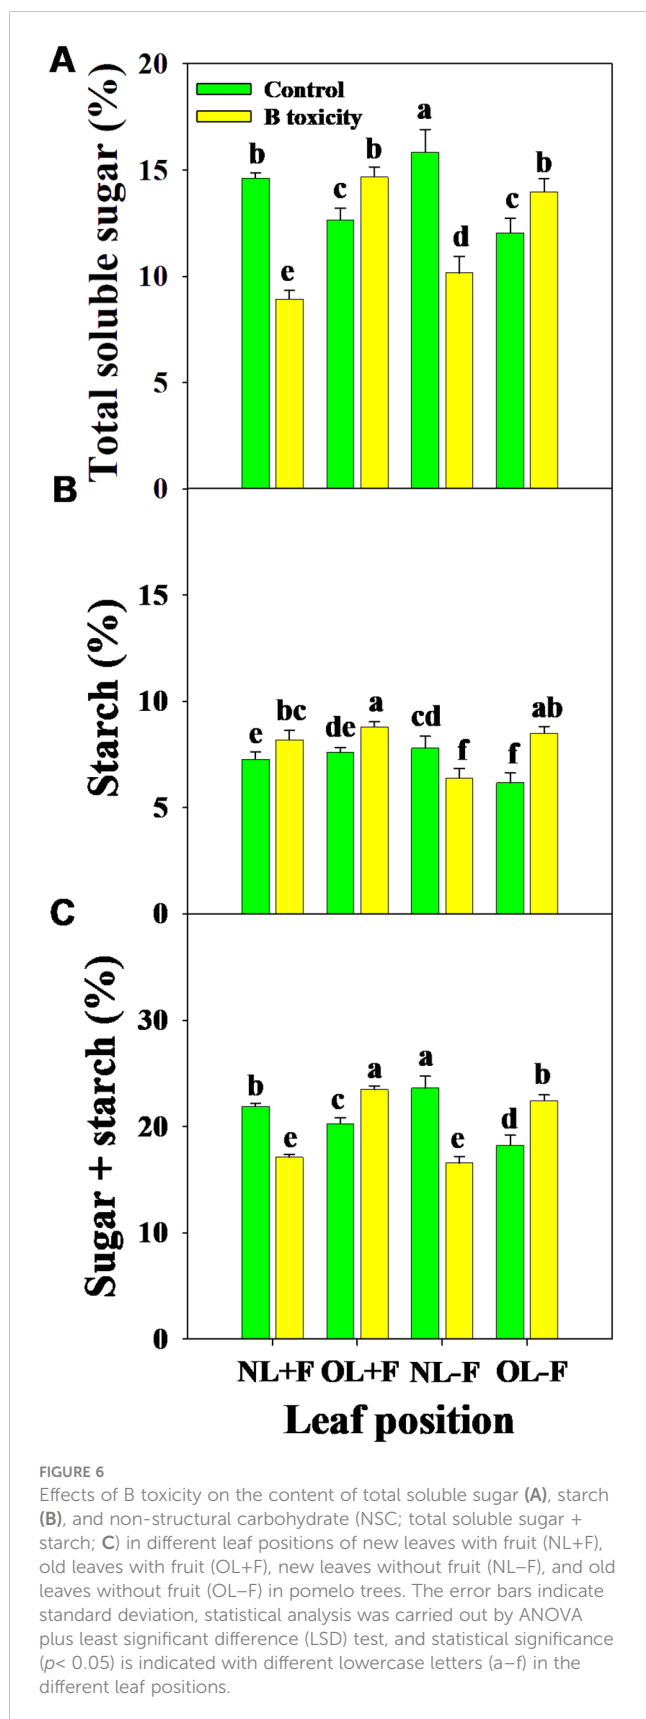 A
Total soluble sugar (%)
20
15
10
5
0
Control
B toxicity
b
e
c
b
a
d
c
b
B
Starch (%)
15
10
5
0
e
bc
de
a
cd
f
f
ab
C
Sugar + starch (%)
30
20
10
0
b
e
c
a
a
e
d
b
NL+F OL+F NL-F OL-F
Leaf position
FIGURE 6
Effects of B toxicity on the content of total soluble sugar (A), starch
(B), and non-structural carbohydrate (NSC; total soluble sugar +
starch; C) in different leaf positions of new leaves with fruit (NL+F),
old leaves with fruit (OL+F), new leaves without fruit (NL–F), and old
leaves without fruit (OL–F) in pomelo trees. The error bars indicate
standard deviation, statistical analysis was carried out by ANOVA
plus least significant difference (LSD) test, and statistical significance
(p< 0.05) is indicated with different lowercase letters (a–f) in the
different leaf positions.